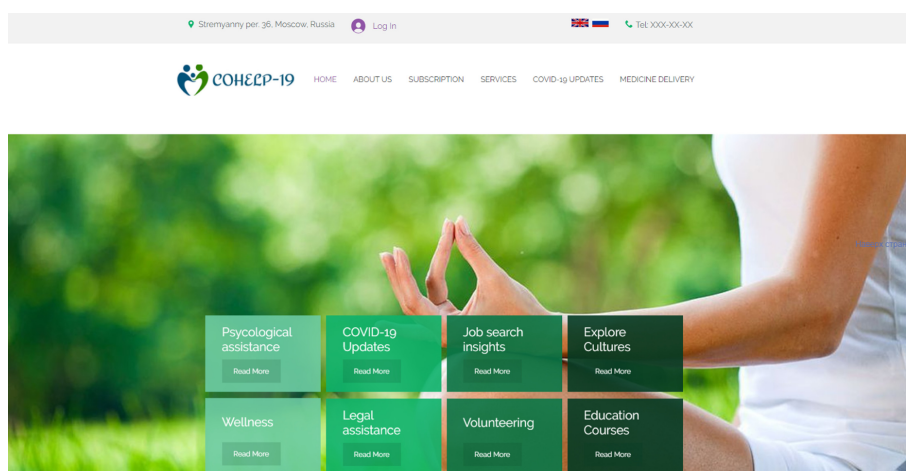 Stremyanny per. 36, Moscow, Russia
Log In
Tel: XXX-XX-XX
COHELP-19
HOME ABOUT US SUBSCRIPTION SERVICES COVID-19 UPDATES MEDICINE DELIVERY
Psycological
assistance
Read More
COVID-19
Updates
Read More
Job search
insights
Read More
Explore
Cultures
Read More
Wellness
Read More
Legal
assistance
Read More
Volunteering
Read More
Education
Courses
Read More